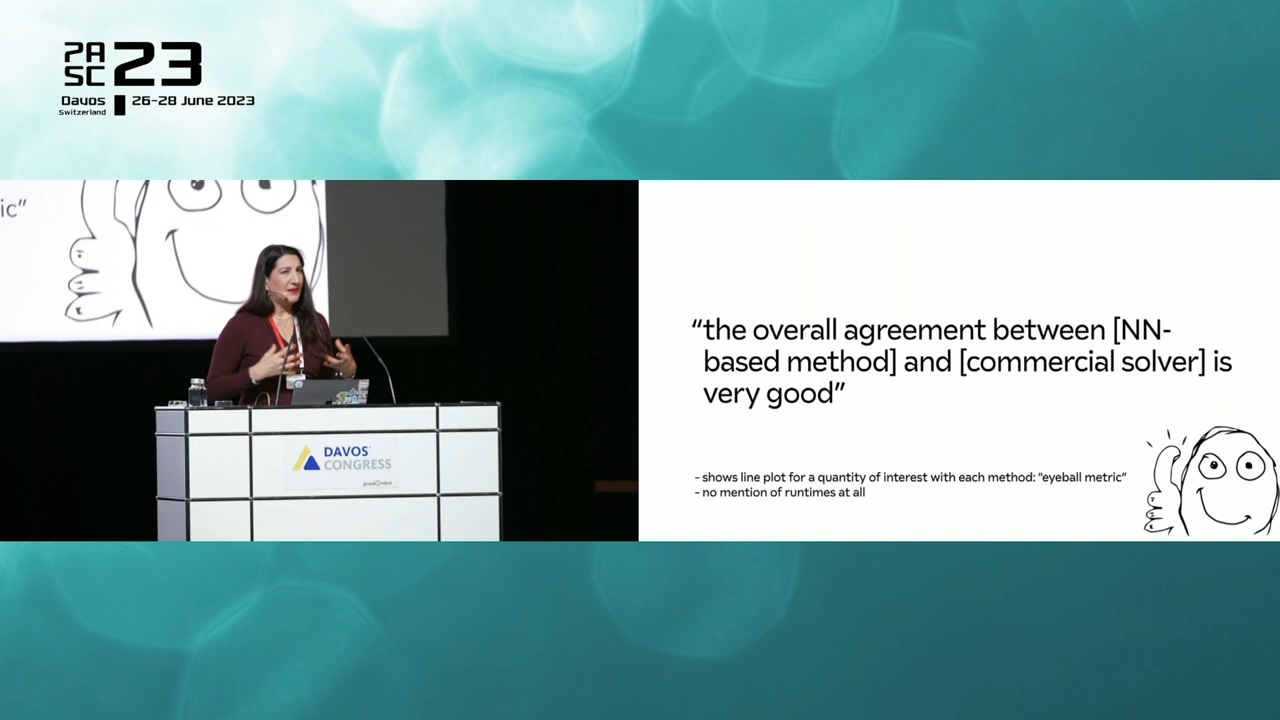 PASC 23
Davos
Switzerland
26-28 June 2023
ic”
DAVOS
CONGRESS
“the overall agreement between [NN-
based method] and [commercial solver] is
very good”
- shows line plot for a quantity of interest with each method: "eyeball metric"
- no mention of runtimes at all